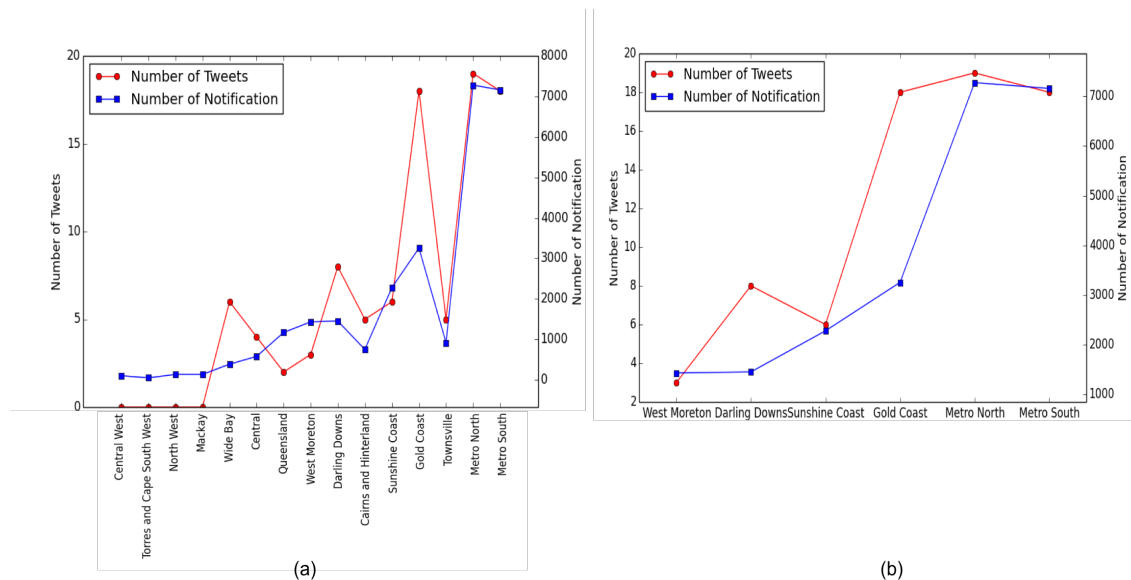 (a)
(b)
Number of Tweets
Number of Notification
20
15
10
5
0
Number of Tweets
8000
7000
6000
5000
4000
3000
2000
1000
0
Number of Notification
Central West
Torres and Cape South West
North West
Mackay
Wide Bay
Central
Queensland
West Moreton
Darling Downs
Cairns and Hinterland
Sunshine Coast
Gold Coast
Townsville
Metro North
Metro South
(a)
Number of Tweets
Number of Notification
20
18
16
14
12
10
8
6
4
2
Number of Tweets
7000
6000
5000
4000
3000
2000
1000
Number of Notification
West Moreton
Darling Downs
Sunshine Coast
Gold Coast
Metro North
Metro South
(b)